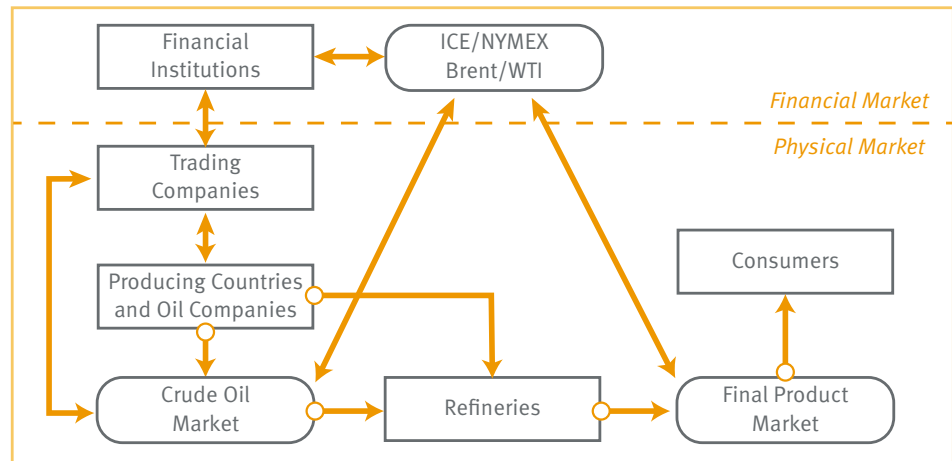 Financial
Institutions
ICE/NYMEX
Brent/WTI
Financial Market
Physical Market
Trading
Companies
Producing Countries
and Oil Companies
Consumers
Crude Oil
Market
Refineries
Final Product
Market